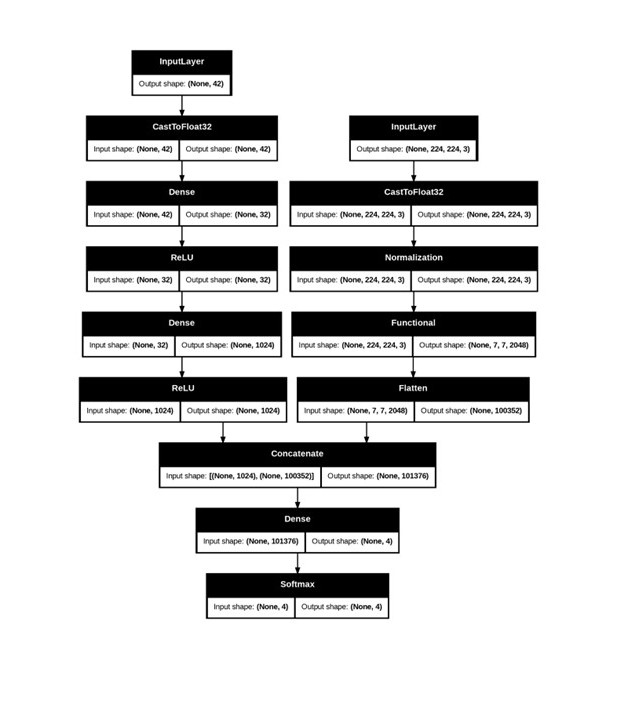 InputLayer
Output shape: (None, 42)
CastToFloat32
Input shape: (None, 42) Output shape: (None, 42)
Dense
Input shape: (None, 42) Output shape: (None, 32)
ReLU
Input shape: (None, 32) Output shape: (None, 32)
Dense
Input shape: (None, 32) Output shape: (None, 1024)
ReLU
Input shape: (None, 1024) Output shape: (None, 1024)
InputLayer
Output shape: (None, 224, 224, 3)
CastToFloat32
Input shape: (None, 224, 224, 3) Output shape: (None, 224, 224, 3)
Normalization
Input shape: (None, 224, 224, 3) Output shape: (None, 224, 224, 3)
Functional
Input shape: (None, 224, 224, 3) Output shape: (None, 7, 7, 2048)
Flatten
Input shape: (None, 7, 7, 2048) Output shape: (None, 100352)
Concatenate
Input shape: [(None, 1024), (None, 100352)] Output shape: (None, 101376)
Dense
Input shape: (None, 101376) Output shape: (None, 4)
Softmax
Input shape: (None, 4) Output shape: (None, 4)